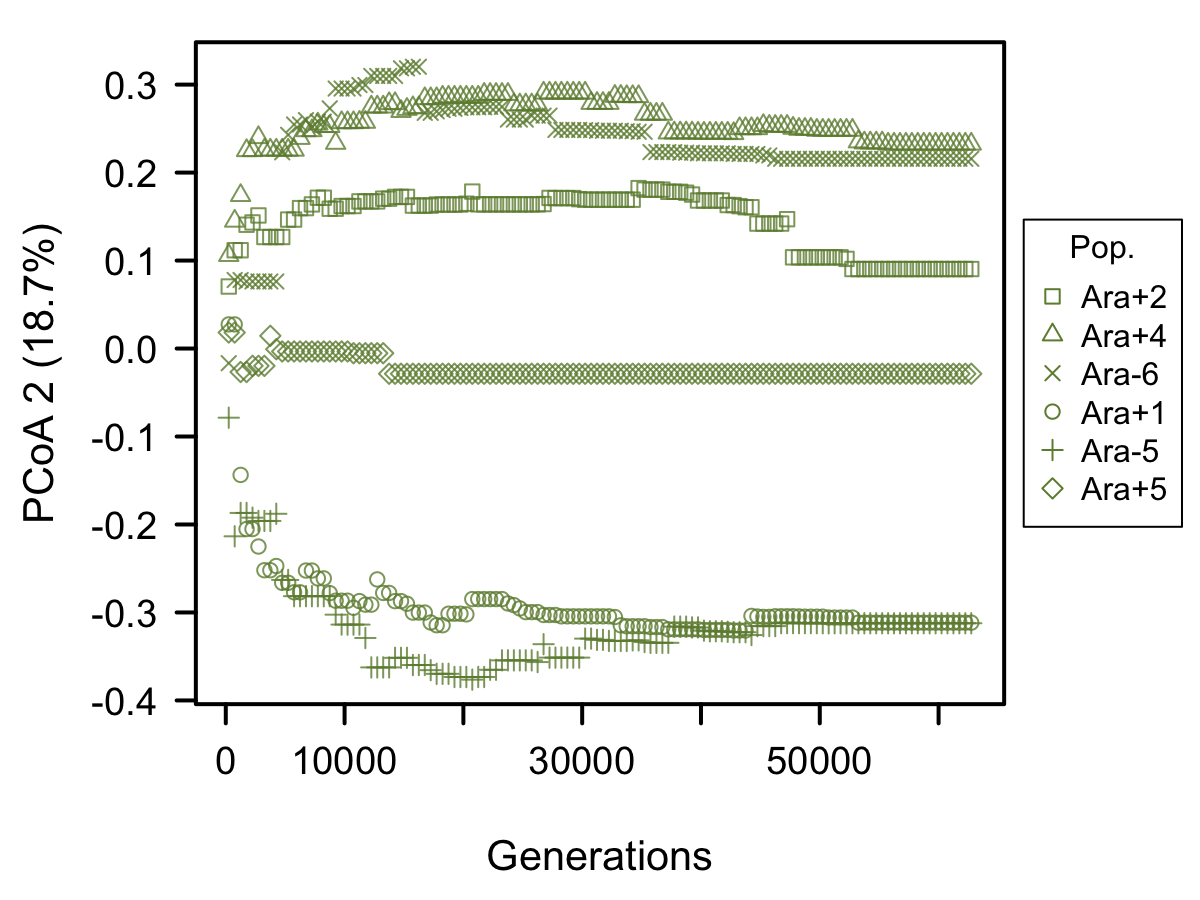 PCoA 2 (18.7%)
0.3
0.2
0.1
0.0
-0.1
-0.2
-0.3
-0.4
0 10000 30000 50000
Generations
Pop.
Ara+2
Ara+4
Ara-6
Ara+1
Ara-5
Ara+5